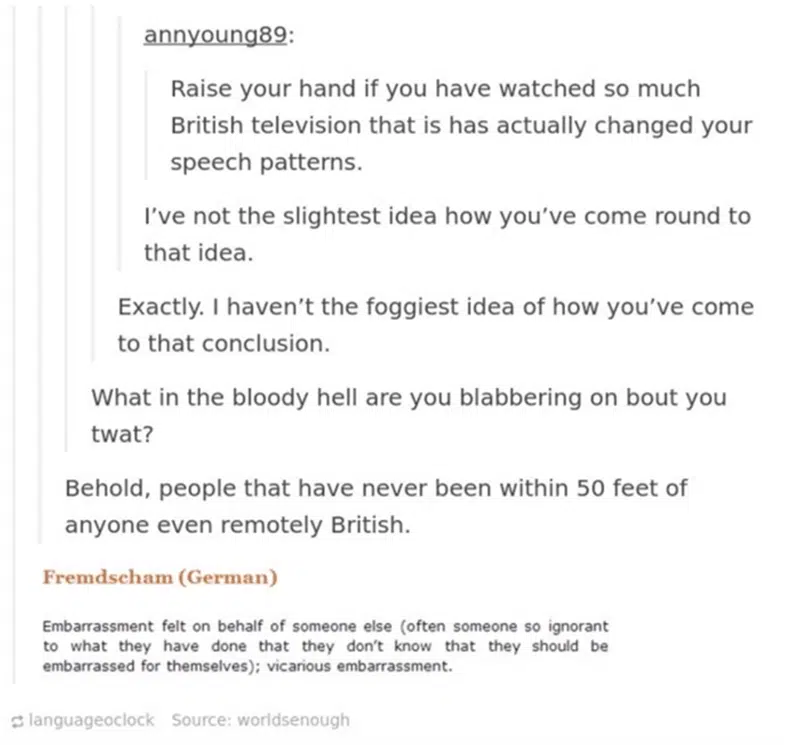 annyoung89:
Raise your hand if you have watched so much
British television that is has actually changed your
speech patterns.
I've not the slightest idea how you've come round to
that idea.
Exactly. I haven't the foggiest idea of how you've come
to that conclusion.
What in the bloody hell are you blabbering on bout you
twat?
Behold, people that have never been within 50 feet of
anyone even remotely British.
Fremdscham (German)
Embarrassment felt on behalf of someone else (often someone so ignorant
to what they have done that they don't know that they should be
embarrassed for themselves); vicarious embarrassment.
languageoclock Source: worldsenough